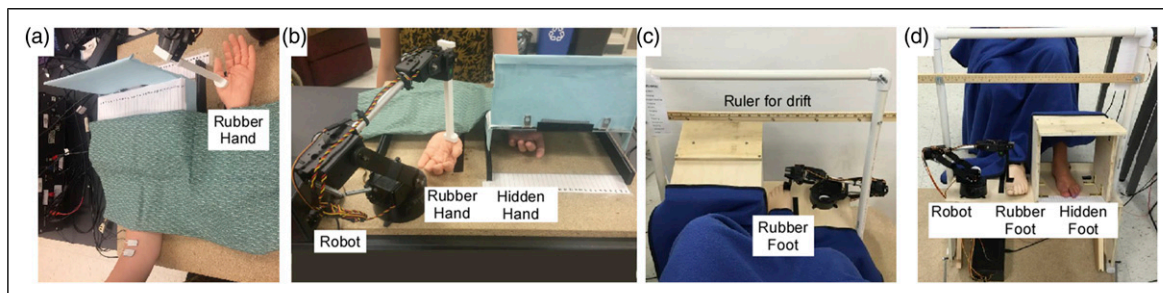 (a)
Rubber
Hand
(b)
Rubber Hidden
Hand Hand
Robot
(c)
Ruler for drift
Rubber
Foot
(d)
Robot Rubber Hidden
Foot Foot